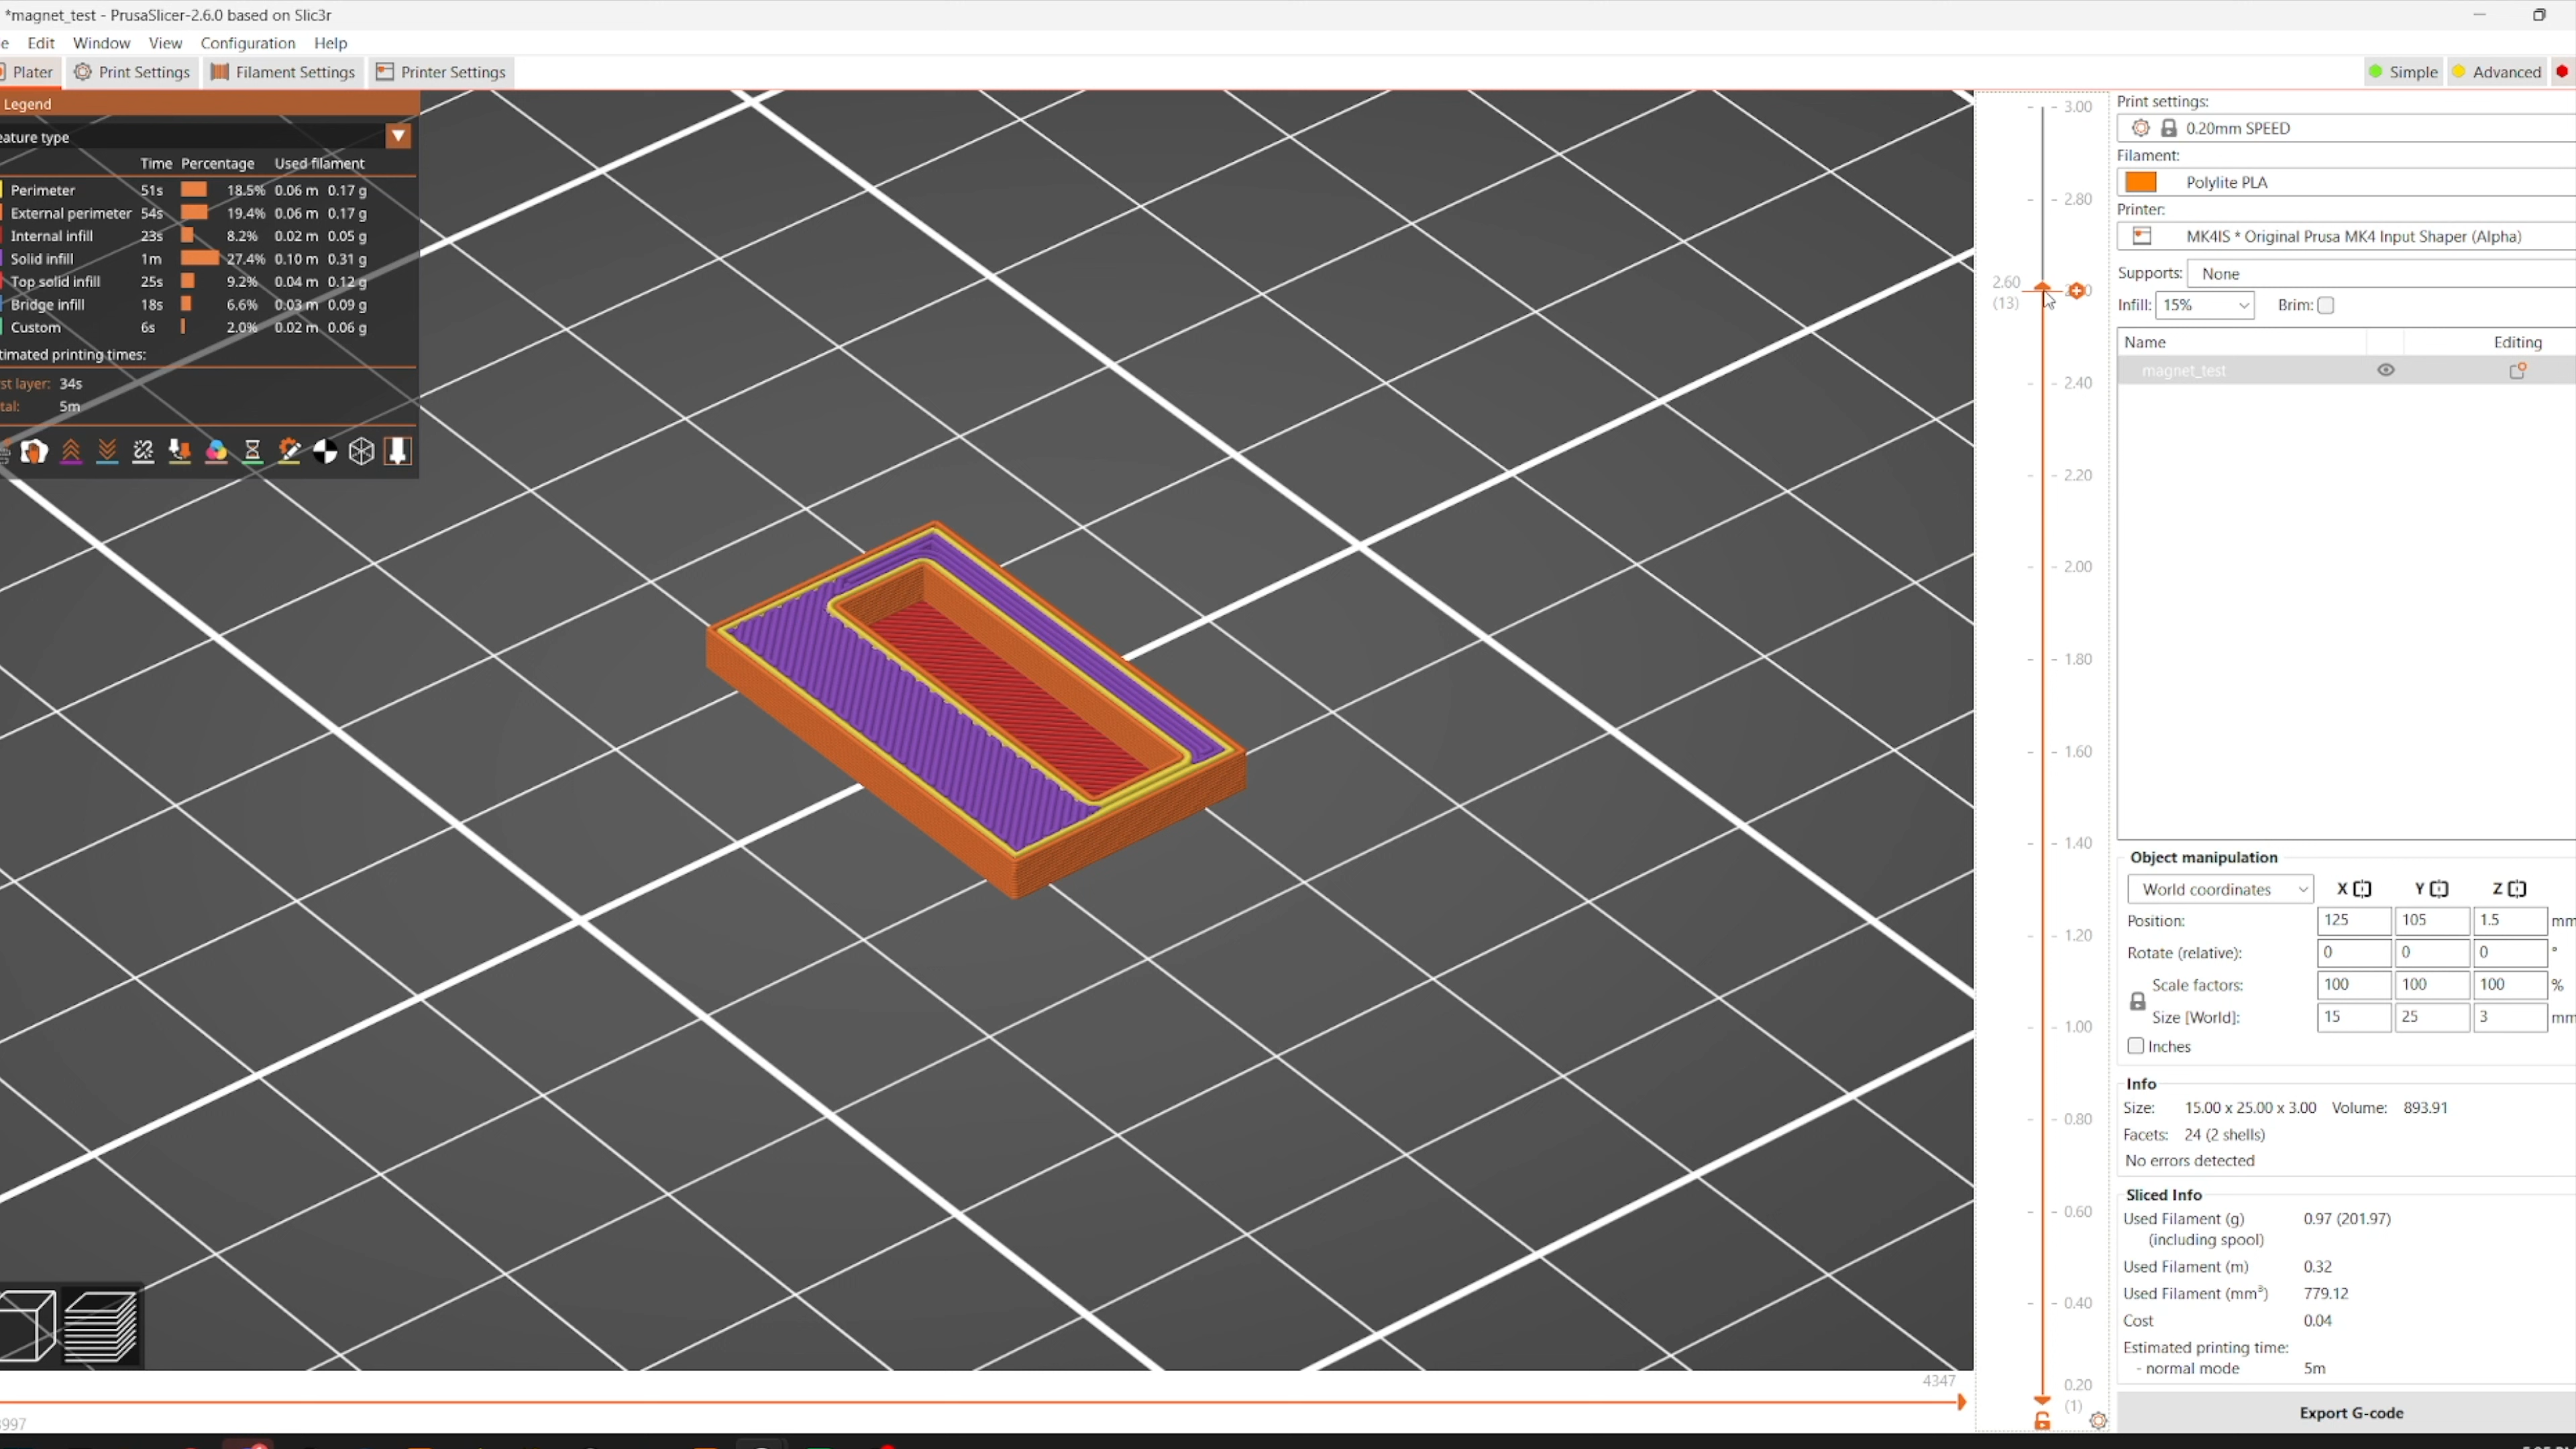 *magnet_test - PrusaSlicer-2.6.0 based on Slic3r
e Edit Window View Configuration Help
Plater Print Settings Filament Settings Printer Settings Simple Advanced
Legend
eature type
Time Percentage Used filament
Perimeter 51s 18.5% 0.06 m 0.17 g
External perimeter 54s 19.4% 0.06 m 0.17 g
Internal infill 23s 8.2% 0.02 m 0.05 g
Solid infill 1m 27.4% 0.10 m 0.31 g
Top solid infill 25s 9.2% 0.04 m 0.12 g
Bridge infill 18s 6.6% 0.03 m 0.09 g
Custom 6s 2.0% 0.02 m 0.06 g
timated printing times:
st layer: 34s
tal: 5m
3.00
2.80
2.60
(13)
2.40
2.20
2.00
1.80
1.60
1.40
1.20
1.00
0.80
0.60
0.40
0.20
(1)
4347
997
Print settings:
0.20mm SPEED
Filament:
Polylite PLA
Printer:
MK4IS * Original Prusa MK4 Input Shaper (Alpha)
Supports: None
Infill: 15% Brim:
Name Editing
magnet_test
Object manipulation
World coordinates X Y Z
Position: 125 105 1.5 mm
Rotate (relative): 0 0 0 °
Scale factors: 100 100 100 %
Size [World]: 15 25 3 mm
Inches
Info
Size: 15.00 x 25.00 x 3.00 Volume: 893.91
Facets: 24 (2 shells)
No errors detected
Sliced Info
Used Filament (g) 0.97 (201.97)
(including spool)
Used Filament (m) 0.32
Used Filament (mm³) 779.12
Cost 0.04
Estimated printing time:
- normal mode 5m
Export G-code